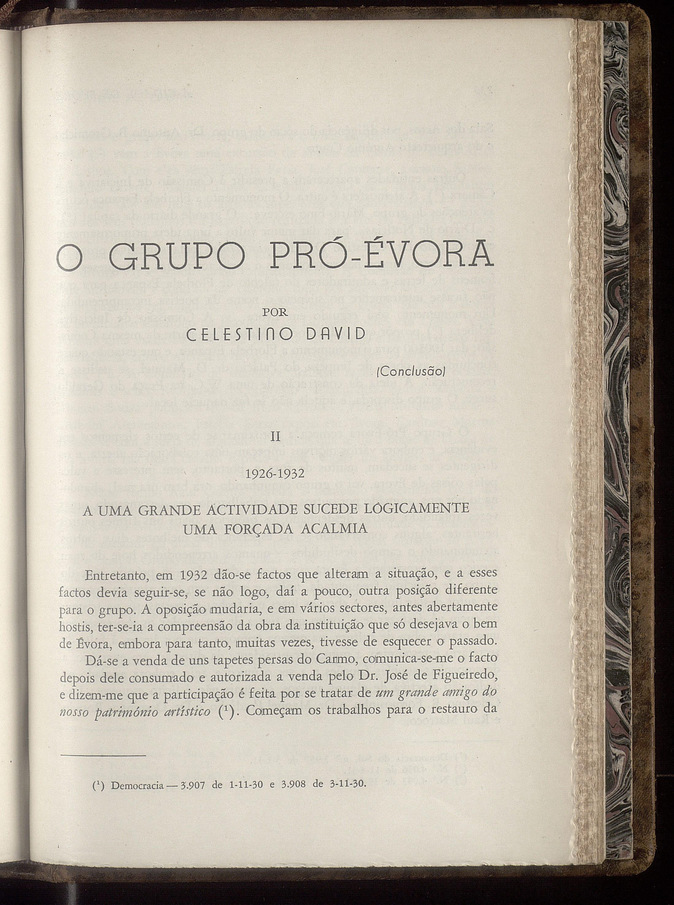 O GRUPO PRÓ-ÉVORA
POR
CELESTINO DAVID
(Conclusão)
II
1926-1932
A UMA GRANDE ACTIVIDADE SUCEDE LÓGICAMENTE
UMA FORÇADA ACALMIA
Entretanto, em 1932 dão-se factos que alteram a situação, e a esses
factos devia seguir-se, se não logo, daí a pouco, outra posição diferente
para o grupo. A oposição mudaria, e em vários sectores, antes abertamente
hostis, ter-se-ia a compreensão da obra da instituição que só desejava o bem
de Évora, embora para tanto, muitas vezes, tivesse de esquecer o passado.
Dá-se a venda de uns tapetes persas do Carmo, comunica-se-me o facto
depois dele consumado e autorizada a venda pelo Dr. José de Figueiredo,
e dizem-me que a participação é feita por se tratar de um grande amigo do
nosso património artístico (¹). Começam os trabalhos para o restauro da
(¹) Democracia — 3.907 de 1-11-30 e 3.908 de 3-11-30.